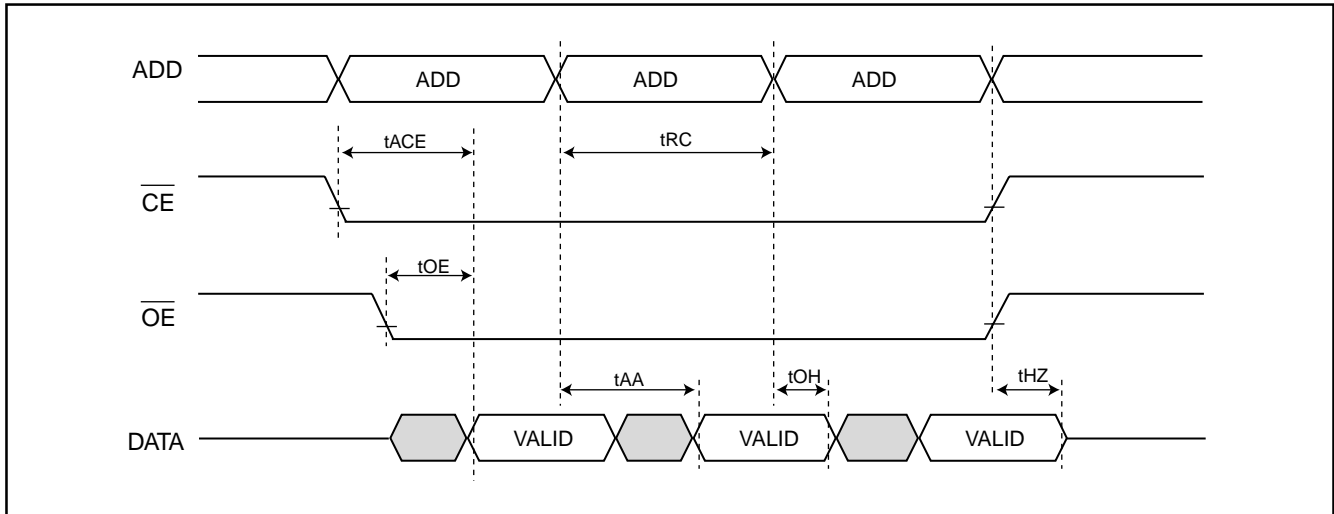 ADD
ADD ADD ADD
tACE tRC
CE
tOE
OE
tAA tOH tHZ
DATA
VALID VALID VALID